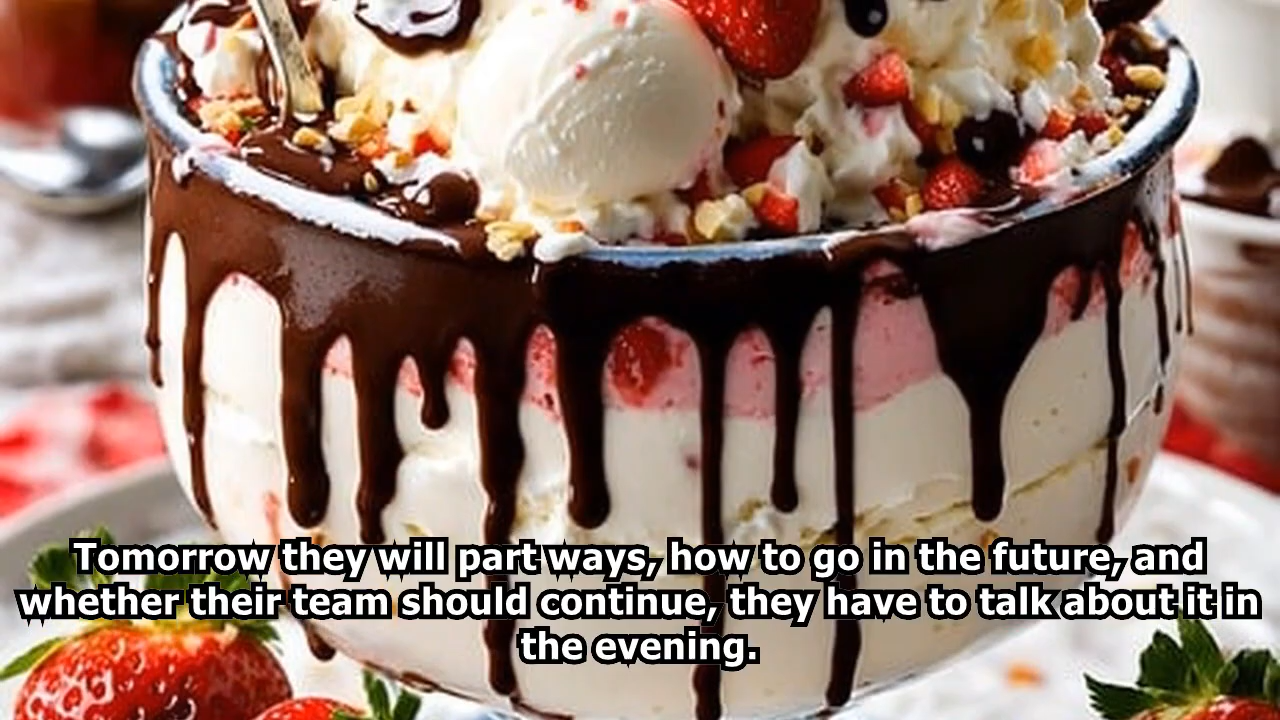 Tomorrow they will part ways, how to go in the future, and
whether their team should continue, they have to talk about it in
the evening.